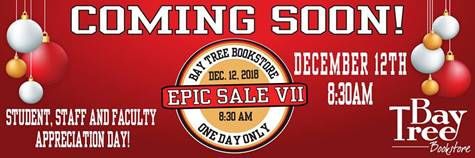 COMING SOON!
STUDENT, STAFF AND FACULTY
APPRECIATION DAY!
BAY TREE BOOKSTORE
DEC. 12, 2018
EPIC SALE VII
8:30 AM
ONE DAY ONLY
DECEMBER 12TH
8:30AM
Bay
Tree
Bookstore